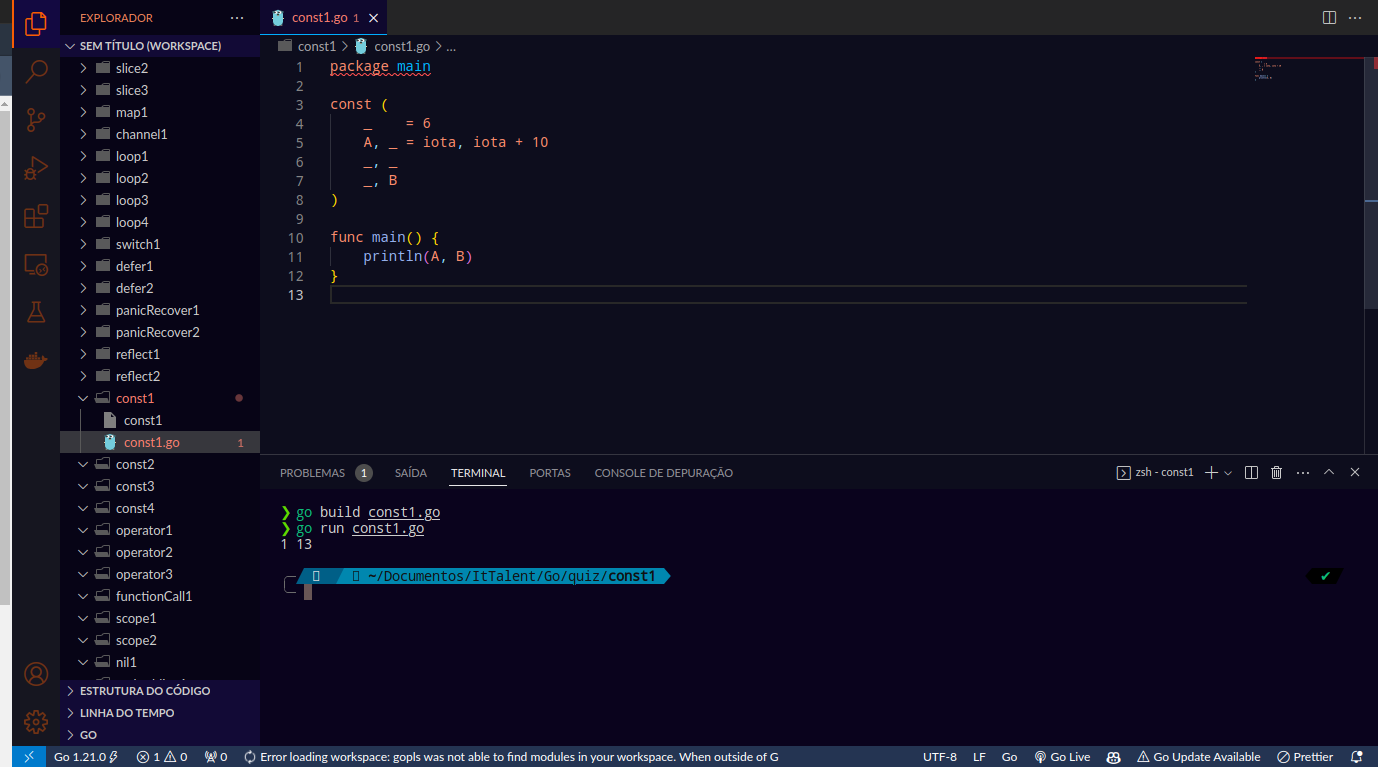 EXPLORADOR
SEM TÍTULO (WORKSPACE)
slice2
slice3
map1
channel1
loop1
loop2
loop3
loop4
switch1
defer1
defer2
panicRecover1
panicRecover2
reflect1
reflect2
const1
const1
const1.go 1
const2
const3
const4
operator1
operator2
operator3
functionCall1
scope1
scope2
nil1
ESTRUTURA DO CÓDIGO
LINHA DO TEMPO
GO
const1.go 1
const1 > const1.go > ...
1 package main
2
3 const (
4 _ = 6
5 A, _ = iota, iota + 10
6 _, _
7 _, B
8 )
9
10 func main() {
11 println(A, B)
12 }
13
PROBLEMAS 1 SAÍDA TERMINAL PORTAS CONSOLE DE DEPURAÇÃO zsh - const1
❯ go build const1.go
❯ go run const1.go
1 13
~/Documentos/ItTalent/Go/quiz/const1
Go 1.21.0 1 0 0 Error loading workspace: gopls was not able to find modules in your workspace. When outside of G UTF-8 LF Go Go Live Go Update Available Prettier